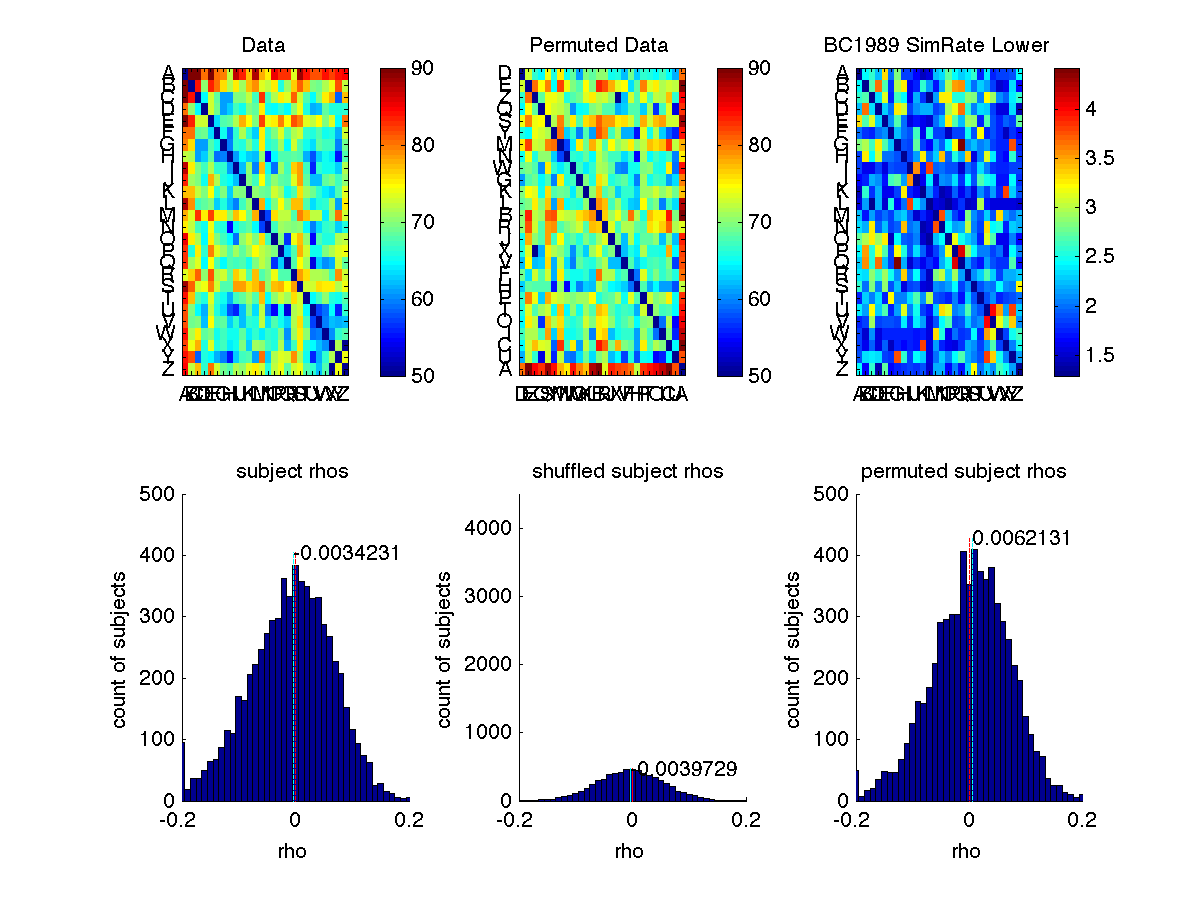 Data
Permuted Data
BC1989 SimRate Lower
A
B
C
D
E
F
G
H
I
J
K
L
M
N
O
P
Q
R
S
T
U
V
W
X
Y
Z
90
80
70
60
50
D
E
Z
Q
S
Y
M
N
W
G
K
L
B
R
J
X
V
F
H
P
T
O
I
C
U
A
90
80
70
60
50
A
B
C
D
E
F
G
H
I
J
K
L
M
N
O
P
Q
R
S
T
U
V
W
X
Y
Z
4
3.5
3
2.5
2
1.5
subject rhos
500
400
300
200
100
0
-0.0034231
count of subjects
-0.2 0 0.2
rho
shuffled subject rhos
4000
3000
2000
1000
0
0.0039729
count of subjects
-0.2 0 0.2
rho
permuted subject rhos
500
400
300
200
100
0
0.0062131
count of subjects
-0.2 0 0.2
rho